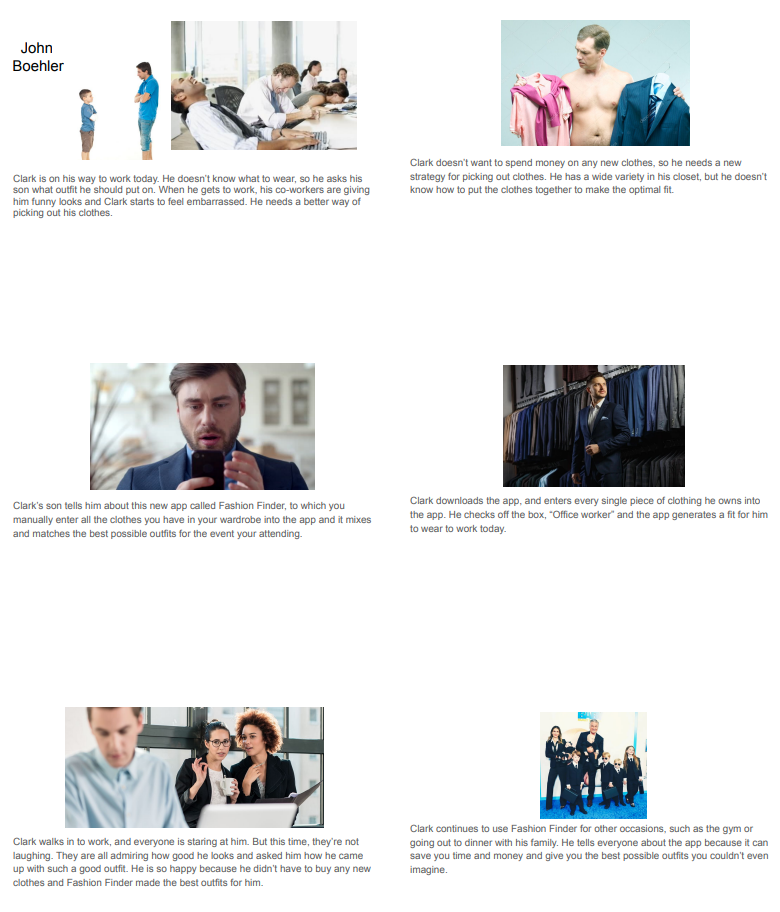 John
Boehler
Clark is on his way to work today. He doesn't know what to wear, so he asks his
son what outfit he should put on. When he gets to work, his co-workers are giving
him funny looks and Clark starts to feel embarrassed. He needs a better way of
picking out his clothes.
Clark doesn't want to spend money on any new clothes, so he needs a new
strategy for picking out clothes. He has a wide variety in his closet, but he doesn't
know how to put the clothes together to make the optimal fit.
Clark's son tells him about this new app called Fashion Finder, to which you
manually enter all the clothes you have in your wardrobe into the app and it mixes
and matches the best possible outfits for the event your attending.
Clark downloads the app, and enters every single piece of clothing he owns into
the app. He checks off the box, “Office worker” and the app generates a fit for him
to wear to work today.
Clark walks in to work, and everyone is staring at him. But this time, they're not
laughing. They are all admiring how good he looks and asked him how he came
up with such a good outfit. He is so happy because he didn't have to buy any new
clothes and Fashion Finder made the best outfits for him.
Clark continues to use Fashion Finder for other occasions, such as the gym or
going out to dinner with his family. He tells everyone about the app because it can
save you time and money and give you the best possible outfits you couldn't even
imagine.